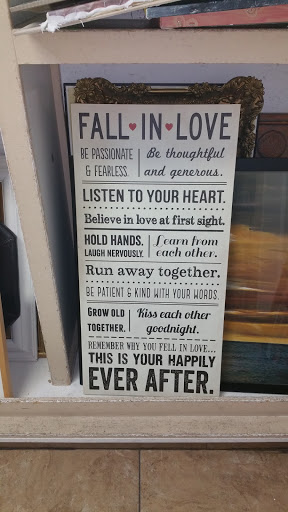 FALL♥IN♥LOVE
BE PASSIONATE
& FEARLESS.
Be thoughtful
and generous.
LISTEN TO YOUR HEART.
Believe in love at first sight.
HOLD HANDS.
LAUGH NERVOUSLY.
Learn from
each other.
Run away together.
BE PATIENT & KIND WITH YOUR WORDS.
GROW OLD
TOGETHER.
Kiss each other
goodnight.
REMEMBER WHY YOU FELL IN LOVE...
THIS IS YOUR HAPPILY
EVER AFTER.